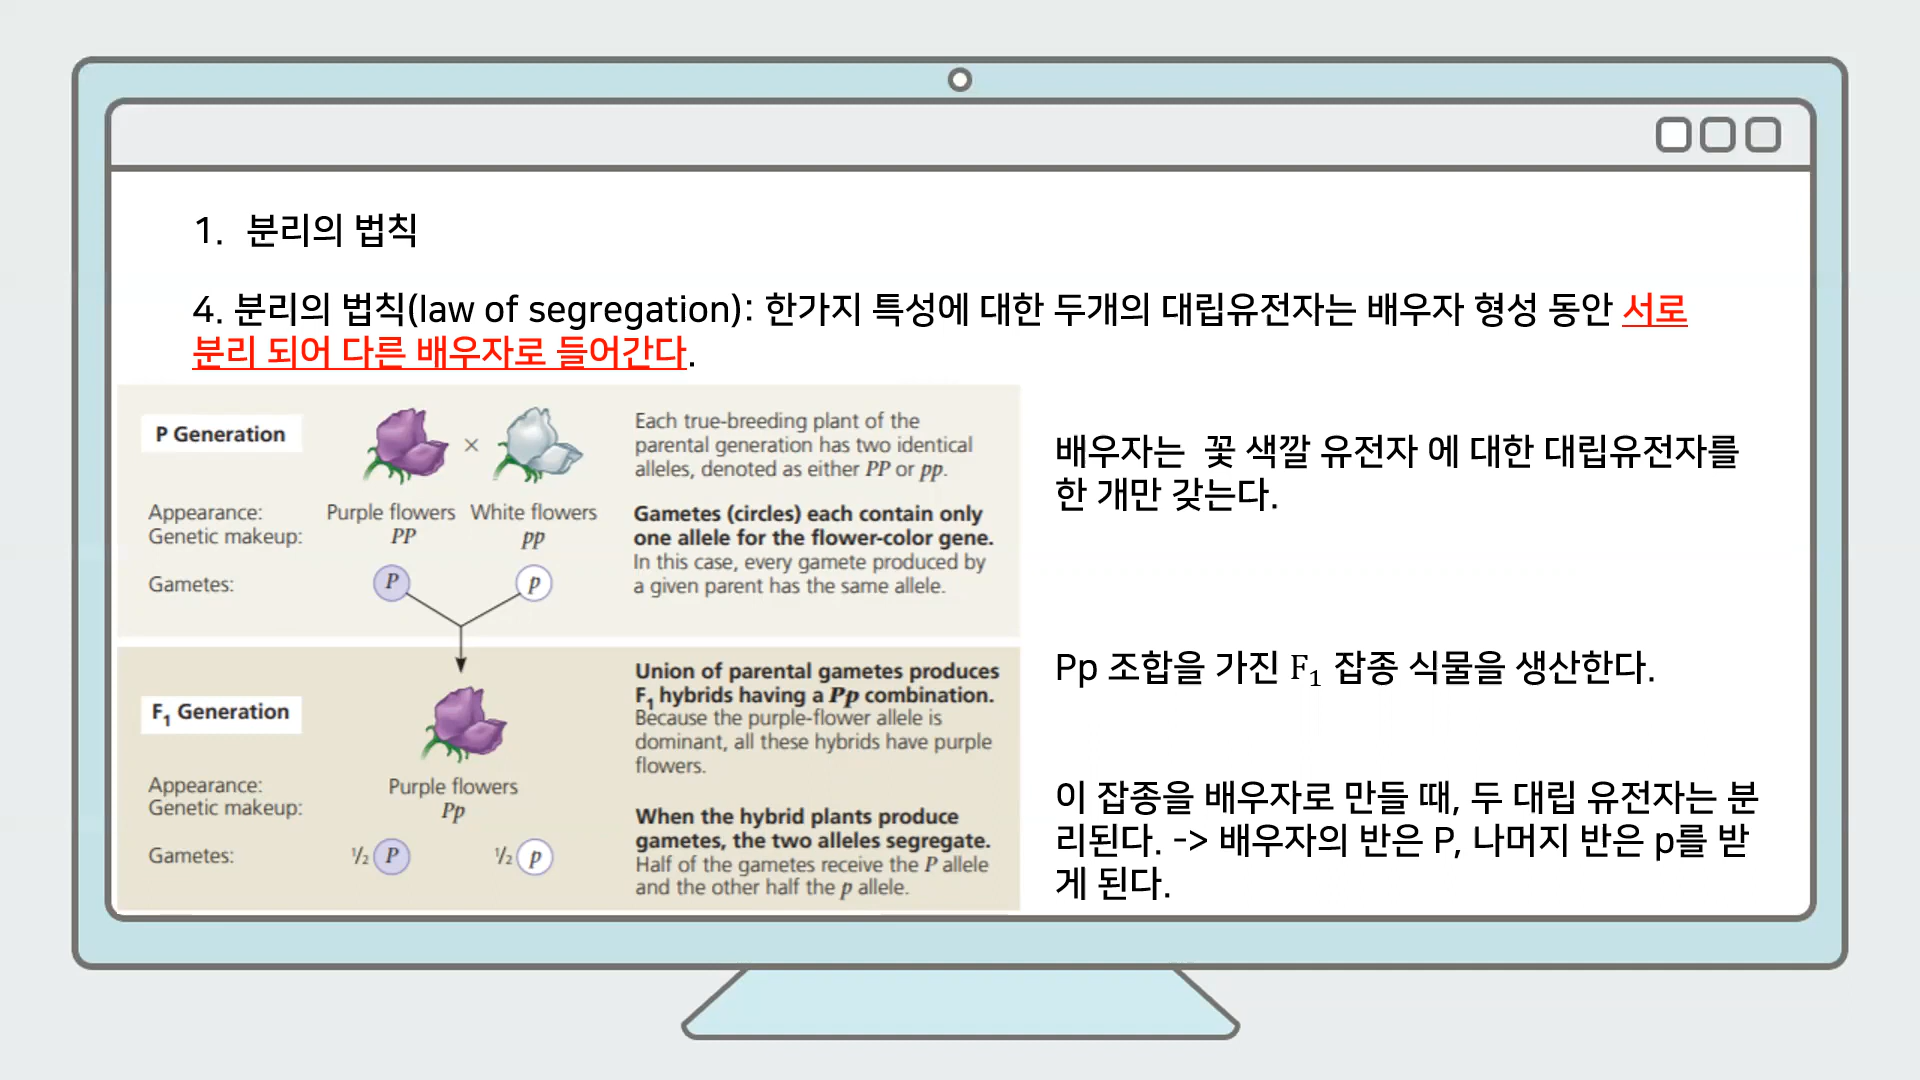 1. 분리의 법칙
4. 분리의 법칙(law of segregation): 한가지 특성에 대한 두개의 대립유전자는 배우자 형성 동안 서로
분리 되어 다른 배우자로 들어간다.
P Generation
×
Each true-breeding plant of the
parental generation has two identical
alleles, denoted as either PP or pp.
Appearance: Purple flowers White flowers
Genetic makeup: PP pp
Gametes: P p
Gametes (circles) each contain only
one allele for the flower-color gene.
In this case, every gamete produced by
a given parent has the same allele.
배우자는 꽃 색깔 유전자 에 대한 대립유전자를
한 개만 갖는다.
F1 Generation
Union of parental gametes produces
F1 hybrids having a Pp combination.
Because the purple-flower allele is
dominant, all these hybrids have purple
flowers.
Appearance: Purple flowers
Genetic makeup: Pp
Gametes: 1/2 P 1/2 p
When the hybrid plants produce
gametes, the two alleles segregate.
Half of the gametes receive the P allele
and the other half the p allele.
Pp 조합을 가진 F1 잡종 식물을 생산한다.
이 잡종을 배우자로 만들 때, 두 대립 유전자는 분
리된다. -> 배우자의 반은 P, 나머지 반은 p를 받
게 된다.